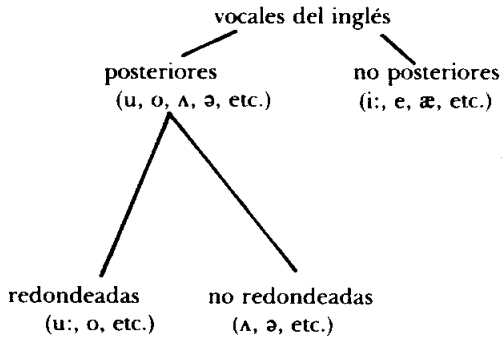 vocales del inglés
posteriores
(u, o, ʌ, ə, etc.)
no posteriores
(i:, e, æ, etc.)
redondeadas
(u:, o, etc.)
no redondeadas
(ʌ, ə, etc.)